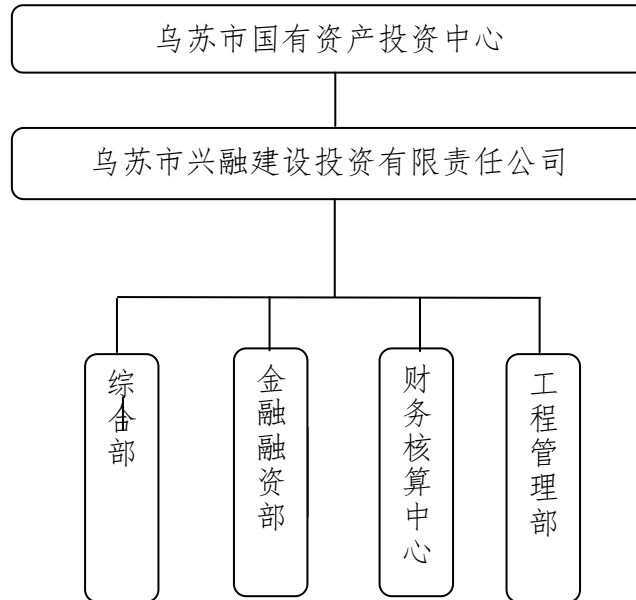 乌苏市国有资产投资中心
乌苏市兴融建设投资有限责任公司
综合部
金融融资部
财务核算中心
工程管理部